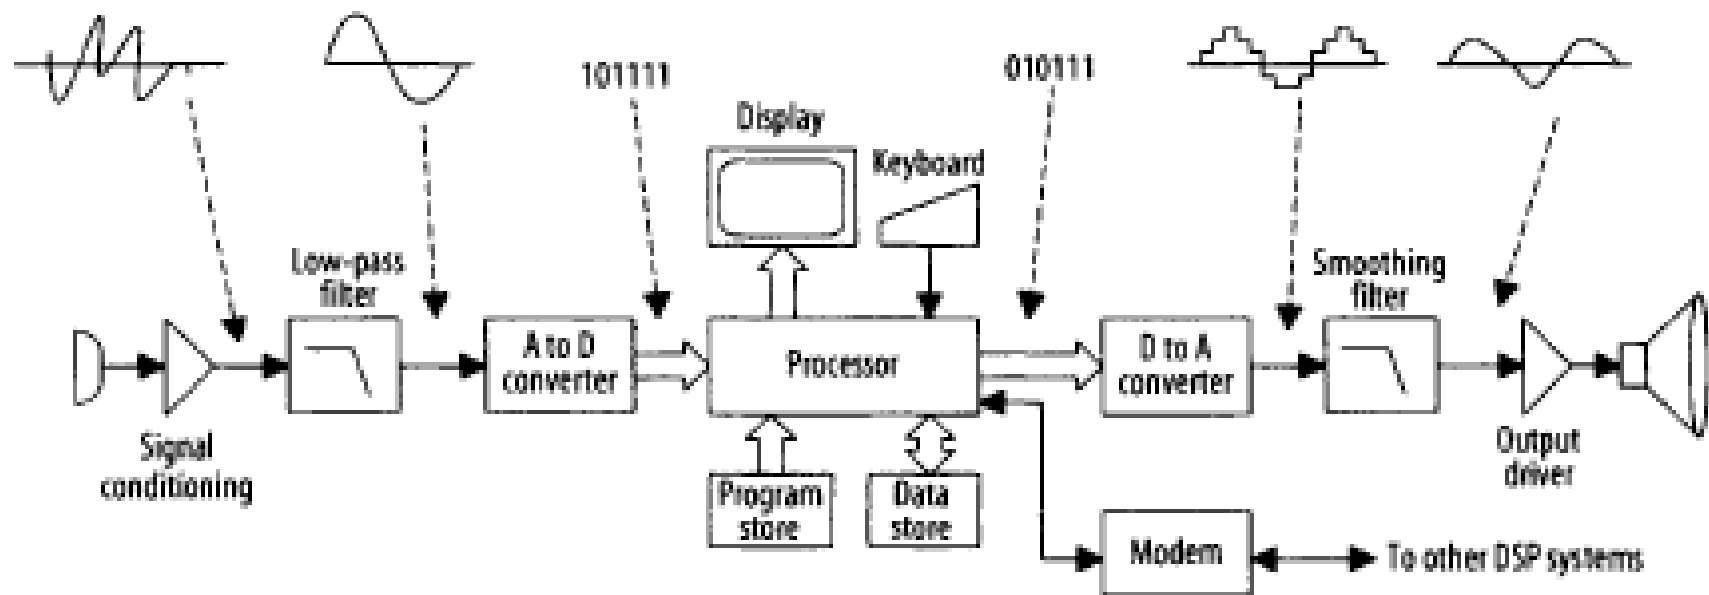 101111
010111
Display
Keyboard
Low-pass
filter
Smoothing
filter
A to D
converter
Processor
D to A
converter
Signal
conditioning
Output
driver
Program
store
Data
store
Modem
To other DSP systems